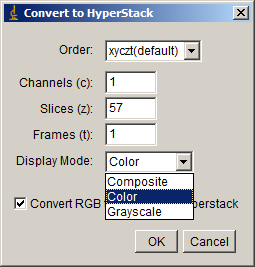 Convert to HyperStack
Order: xyczt(default)
Channels (c): 1
Slices (z): 57
Frames (t): 1
Display Mode: Color
Composite
Color
Grayscale
Convert RGB perstack
OK Cancel